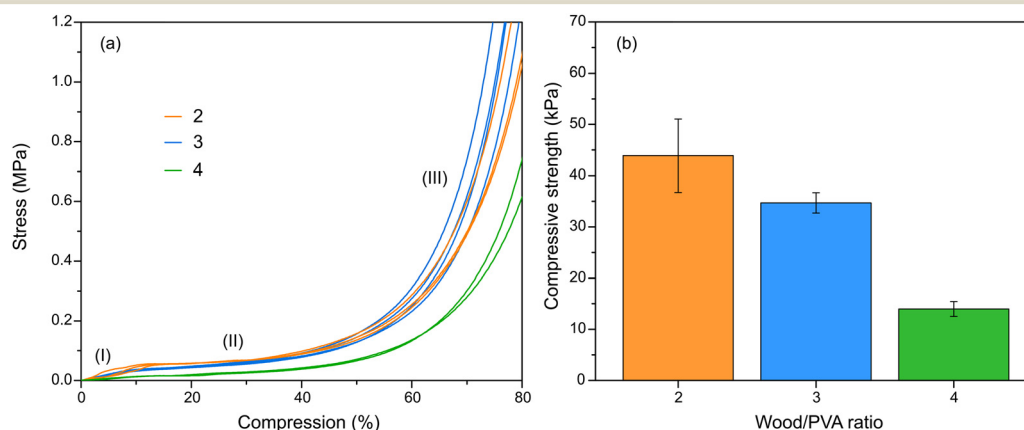 (a)
Stress (MPa)
1.2
1.0
0.8
0.6
0.4
0.2
0.0
2
3
4
(I)
(II)
(III)
0
20
40
60
80
Compression (%)
(b)
Compressive strength (kPa)
70
60
50
40
30
20
10
0
2
3
4
Wood/PVA ratio